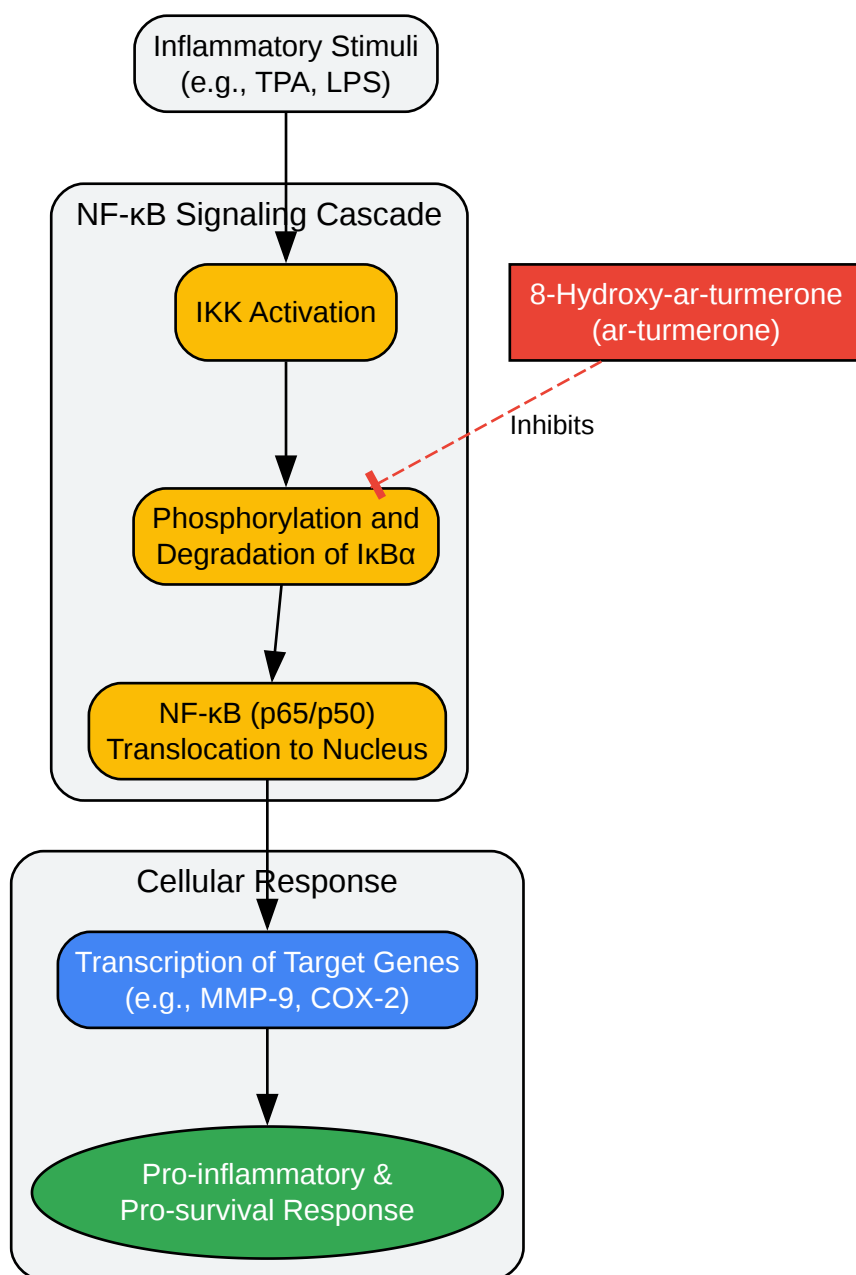 Inflammatory Stimuli
(e.g., TPA, LPS)
NF-κB Signaling Cascade
IKK Activation
8-Hydroxy-ar-turmerone
(ar-turmerone)
Inhibits
Phosphorylation and
Degradation of IκBα
NF-κB (p65/p50)
Translocation to Nucleus
Cellular Response
Transcription of Target Genes
(e.g., MMP-9, COX-2)
Pro-inflammatory &
Pro-survival Response